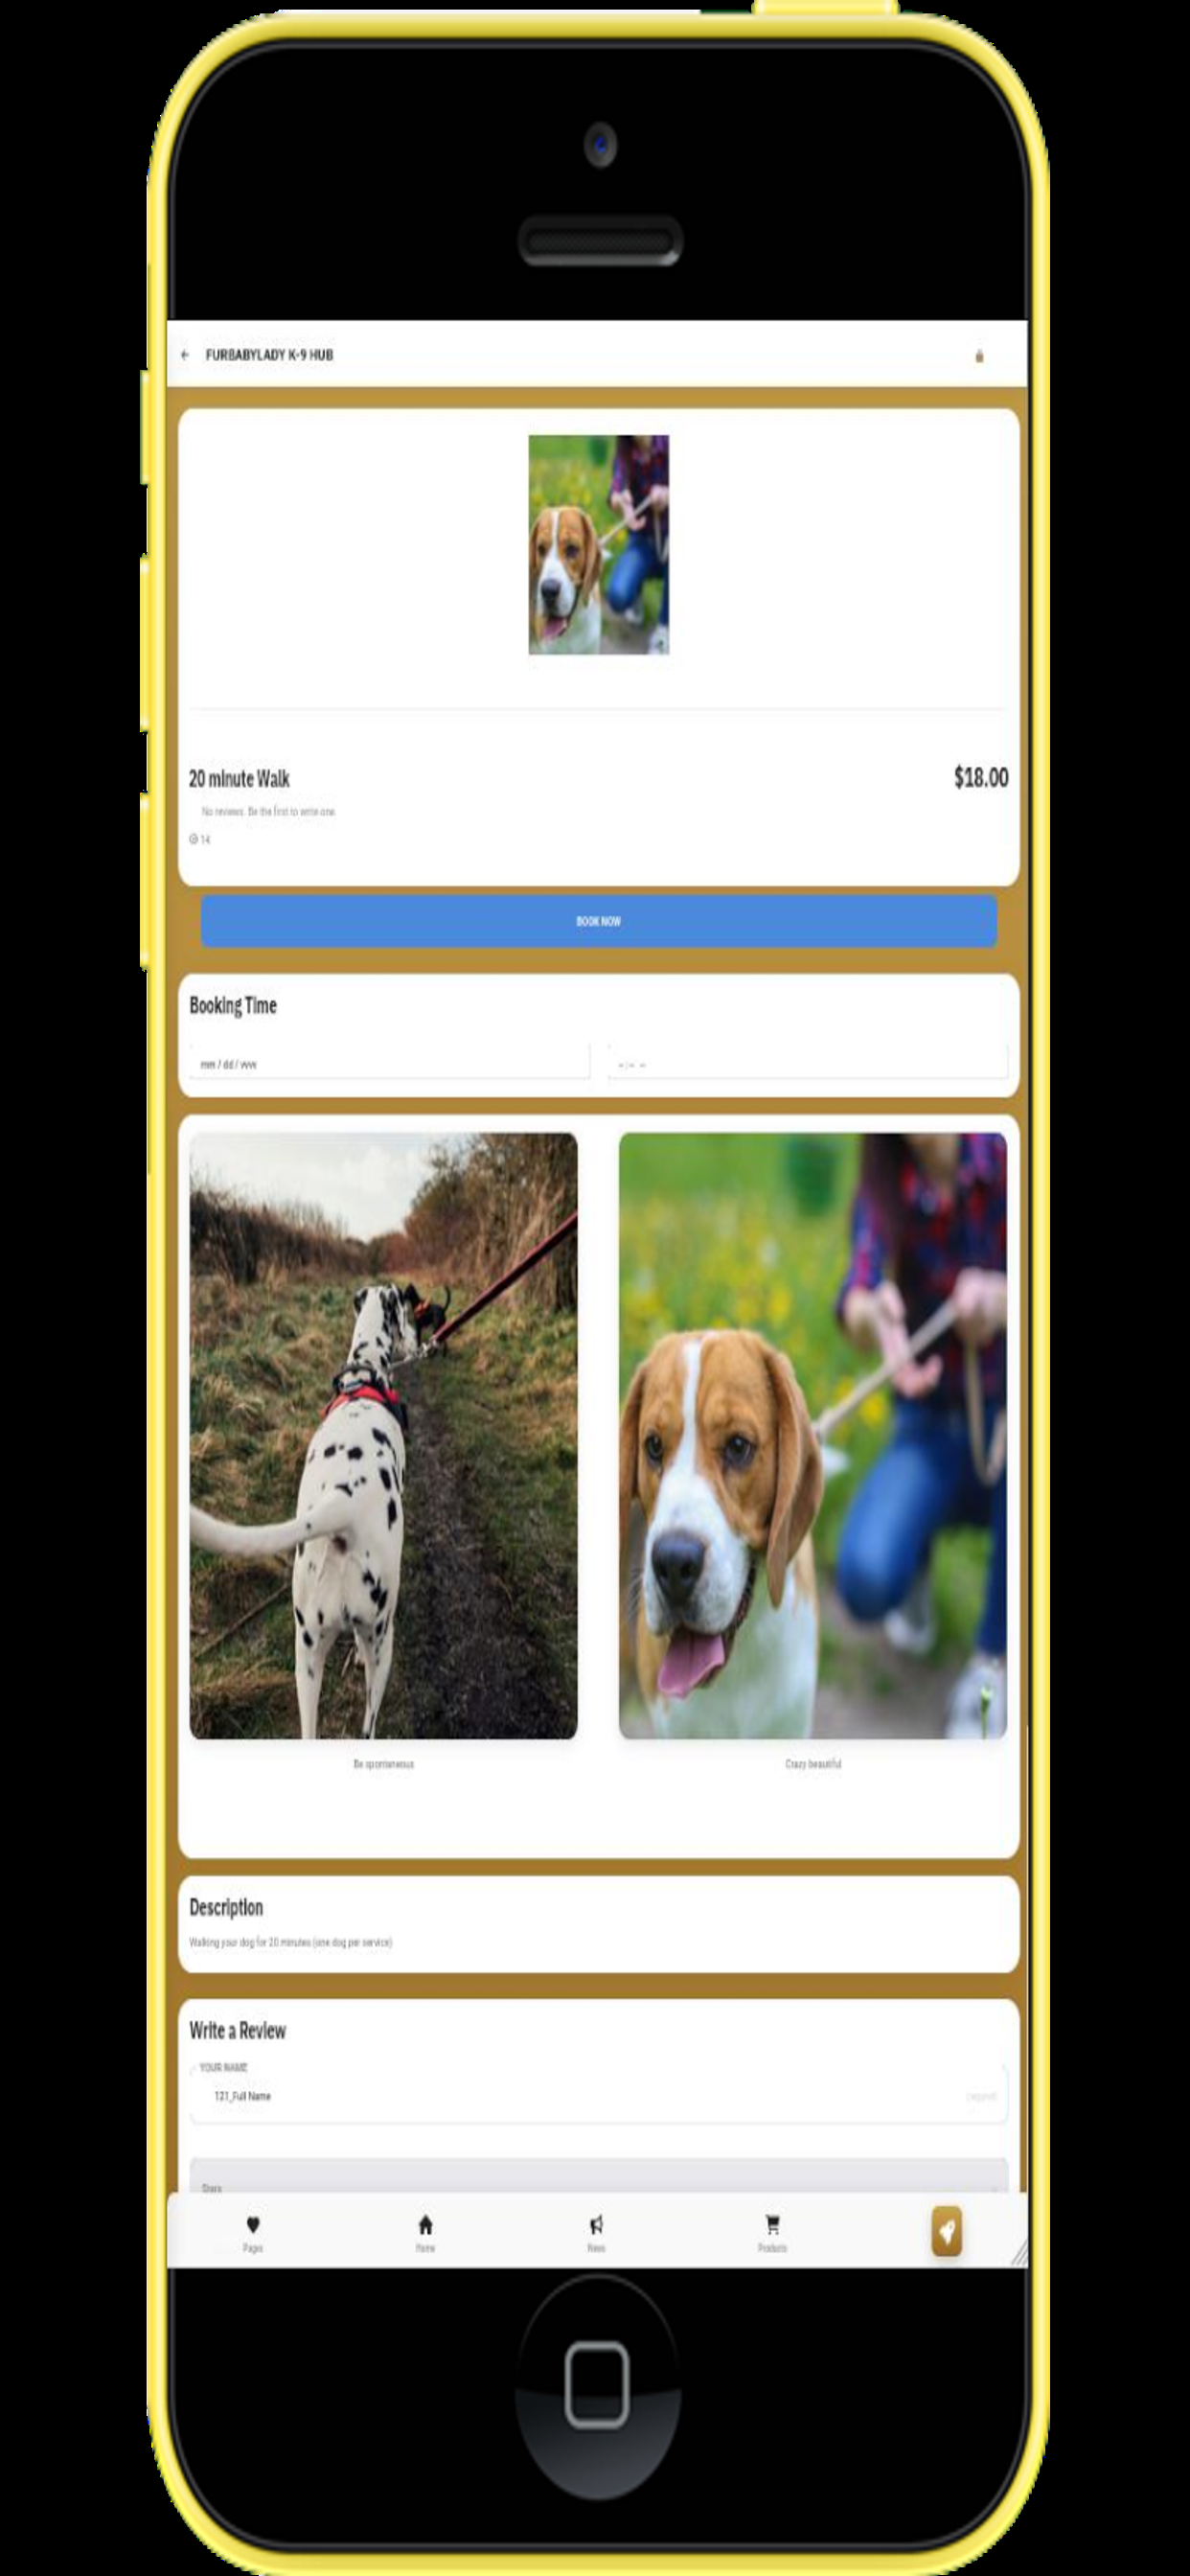 FURBABYLADY K-9 HUB
20 minute Walk
$18.00
No reviews. Be the first to write one.
14
BOOK NOW
Booking Time
mm / dd / yyyy
--:-- --
Be spontaneous
Crazy beautiful
Description
Walking your dog for 20 minutes (one dog per service)
Write a Review
YOUR NAME
121_Full Name
(required)
Stars
Pages
Home
News
Products